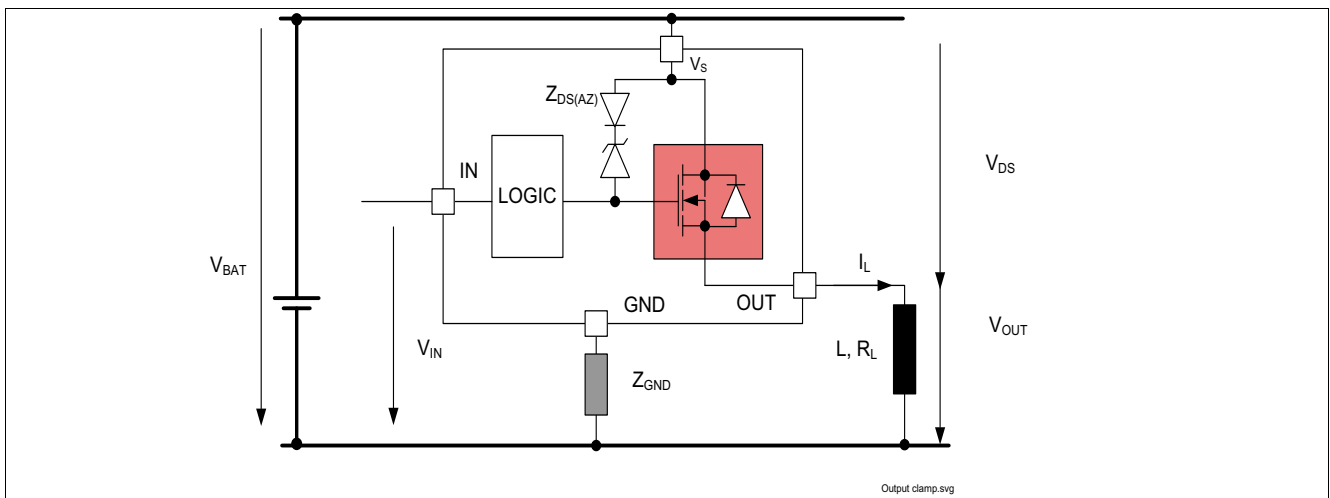 VS
ZDS(AZ)
IN
LOGIC
VDS
VBAT
IL
GND
OUT
VIN
VOUT
L, RL
ZGND
Output clamp.svg